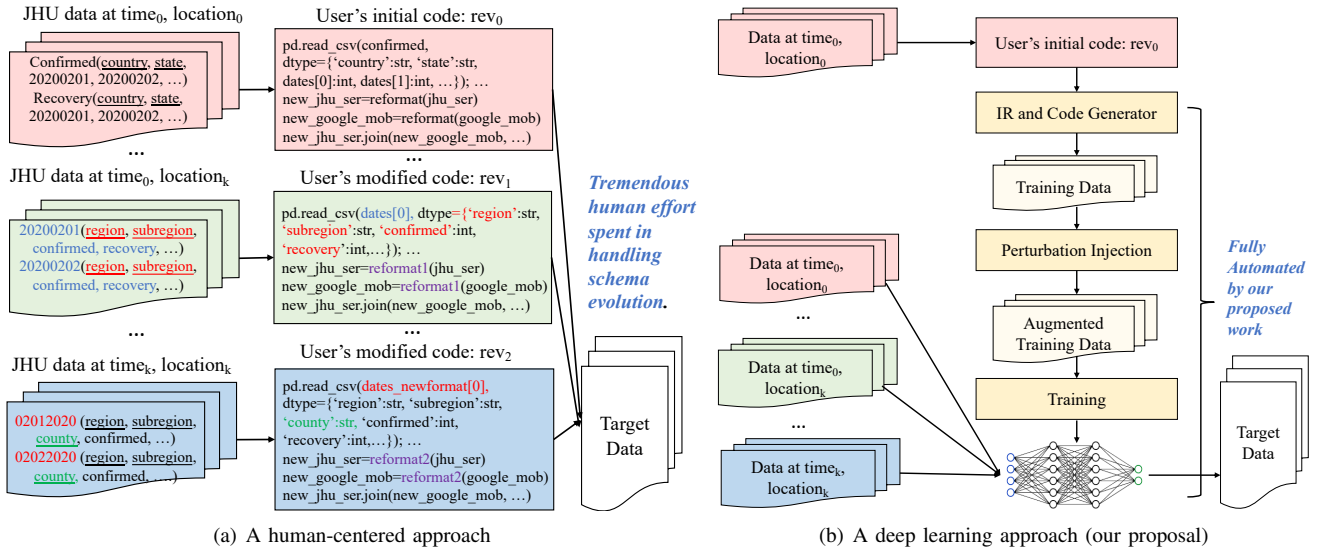 JHU data at time0, location0
Confirmed(country, state,
20200201, 20200202, …)
Recovery(country, state,
20200201, 20200202, …)
...
User's initial code: rev0
pd.read_csv(confirmed,
dtype={‘country’:str, ‘state’:str,
dates[0]:int, dates[1]:int, …}); …
new_jhu_ser=reformat(jhu_ser)
new_google_mob=reformat(google_mob)
new_jhu_ser.join(new_google_mob, …)
...
JHU data at time0, locationk
20200201(region, subregion,
confirmed, recovery, …)
20200202(region, subregion,
confirmed, recovery, …)
...
User's modified code: rev1
pd.read_csv(dates[0], dtype={‘region’:str,
‘subregion’:str, ‘confirmed’:int,
‘recovery’:int,…}); …
new_jhu_ser=reformat1(jhu_ser)
new_google_mob=reformat1(google_mob)
new_jhu_ser.join(new_google_mob, …)
...
JHU data at timek, locationk
02012020 (region, subregion,
county, confirmed, …)
02022020 (region, subregion,
county, confirmed, ….)
User's modified code: rev2
pd.read_csv(dates_newformat[0],
dtype={‘region’:str, ‘subregion’:str,
‘county’:str, ‘confirmed’:int,
‘recovery’:int,…}); …
new_jhu_ser=reformat2(jhu_ser)
new_google_mob=reformat2(google_mob)
new_jhu_ser.join(new_google_mob, …)
Tremendous
human effort
spent in
handling
schema
evolution.
Target
Data
(a) A human-centered approach
Data at time0,
location0
User's initial code: rev0
IR and Code Generator
Training Data
Perturbation Injection
Augmented
Training Data
Training
Data at time0,
location0
...
Data at time0,
locationk
...
Data at timek,
locationk
Fully
Automated
by our
proposed
work
Target
Data
(b) A deep learning approach (our proposal)